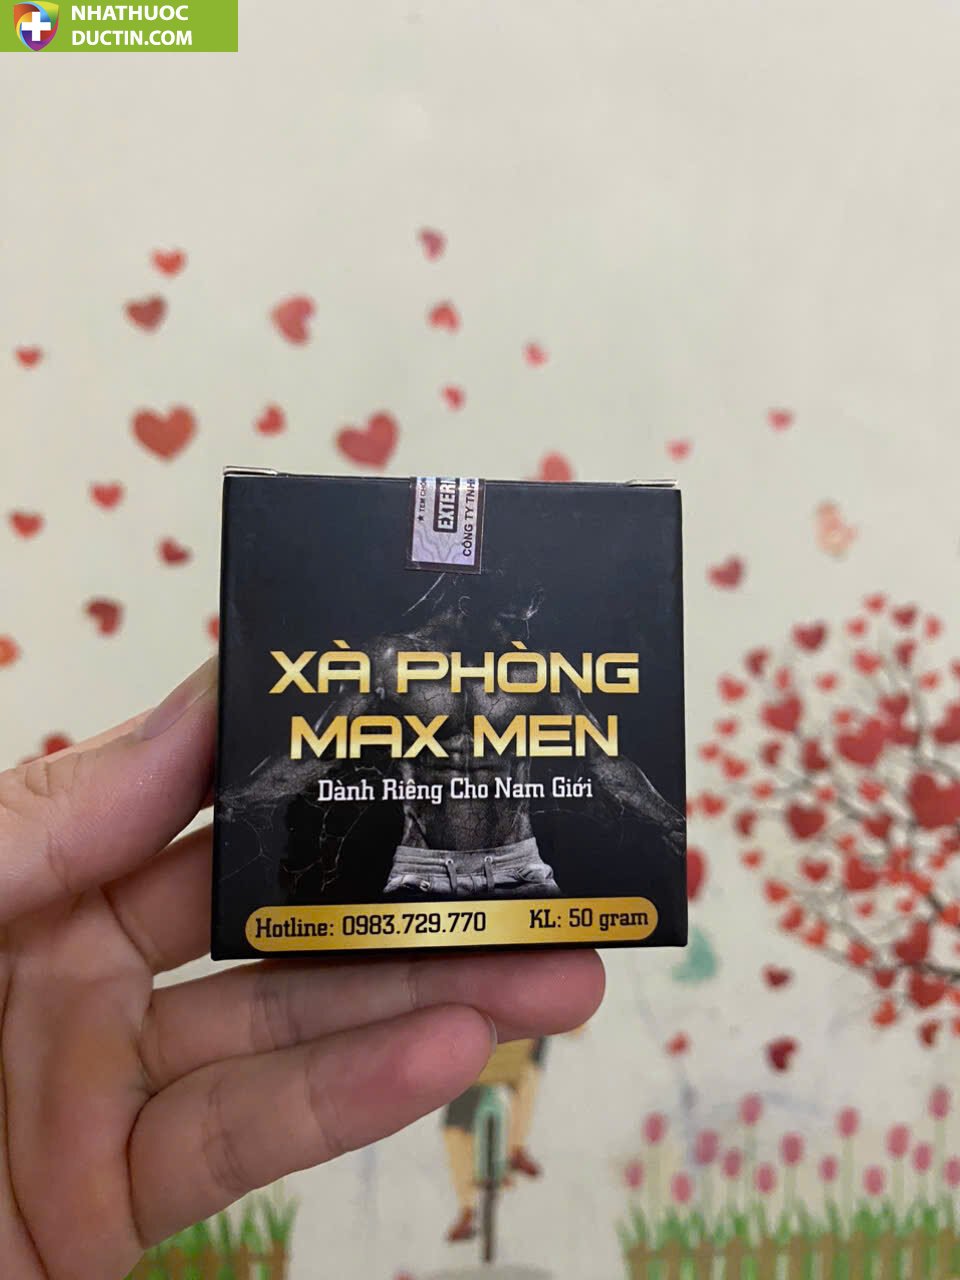 NHATHUOC
DUCTIN.COM
EXTERN
CÔNG TY TNH
XÀ PHÒNG
MAX MEN
Dành Riêng Cho Nam Giới
Hotline: 0983.729.770
KL: 50 gram